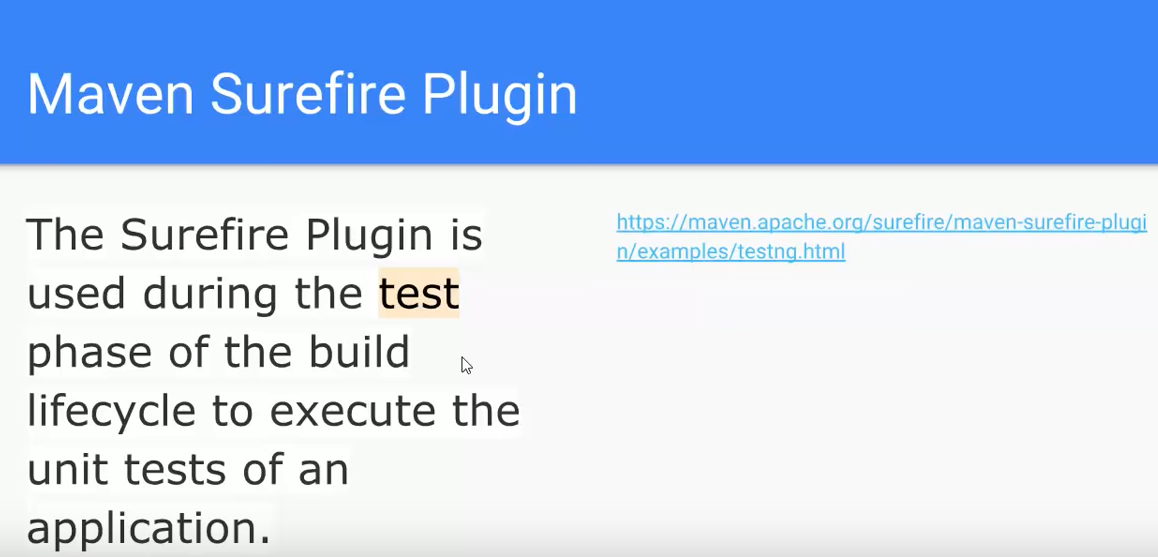 Maven Surefire Plugin
The Surefire Plugin is
used during the test
phase of the build
lifecycle to execute the
unit tests of an
application.
https://maven.apache.org/surefire/maven-surefire-plugi
n/examples/testng.html